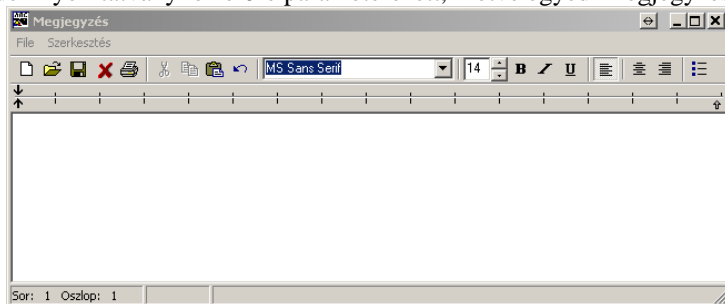 Megjegyzés
File Szerkesztés
MS Sans Serif 14 B I U
Sor: 1 Oszlop: 1